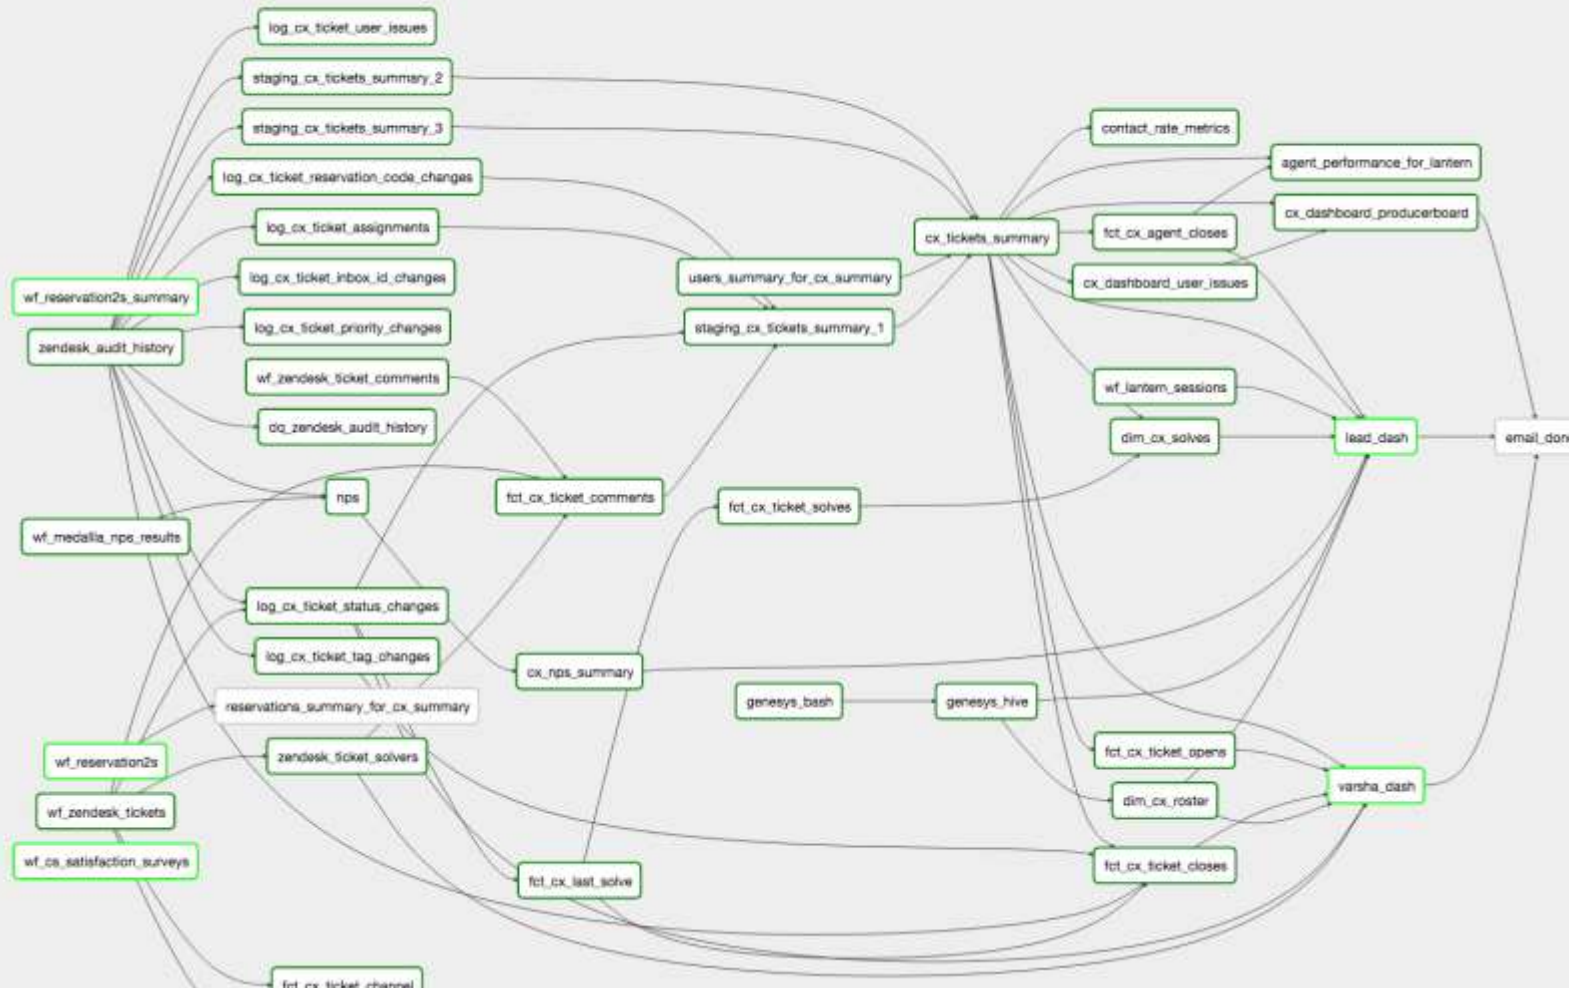 log_cx_ticket_user_issues
staging_cx_tickets_summary_2
staging_cx_tickets_summary_3
log_cx_ticket_reservation_code_changes
log_cx_ticket_assignments
wf_reservation2s_summary
log_cx_ticket_inbox_id_changes
zendesk_audit_history
log_cx_ticket_priority_changes
wf_zendesk_ticket_comments
dq_zendesk_audit_history
nps
wf_medallia_nps_results
log_cx_ticket_status_changes
log_cx_ticket_tag_changes
reservations_summary_for_cx_summary
wf_reservation2s
zendesk_ticket_solvers
wf_zendesk_tickets
wf_cs_satisfaction_surveys
fct_cx_ticket_channel
fct_cx_ticket_comments
cx_nps_summary
fct_cx_last_solve
users_summary_for_cx_summary
staging_cx_tickets_summary_1
fct_cx_ticket_solves
genesys_bash
genesys_hive
cx_tickets_summary
contact_rate_metrics
agent_performance_for_lantern
cx_dashboard_producerboard
fct_cx_agent_closes
cx_dashboard_user_issues
wf_lantern_sessions
dim_cx_solves
lead_dash
email_done
fct_cx_ticket_opens
dim_cx_roster
varsha_dash
fct_cx_ticket_closes